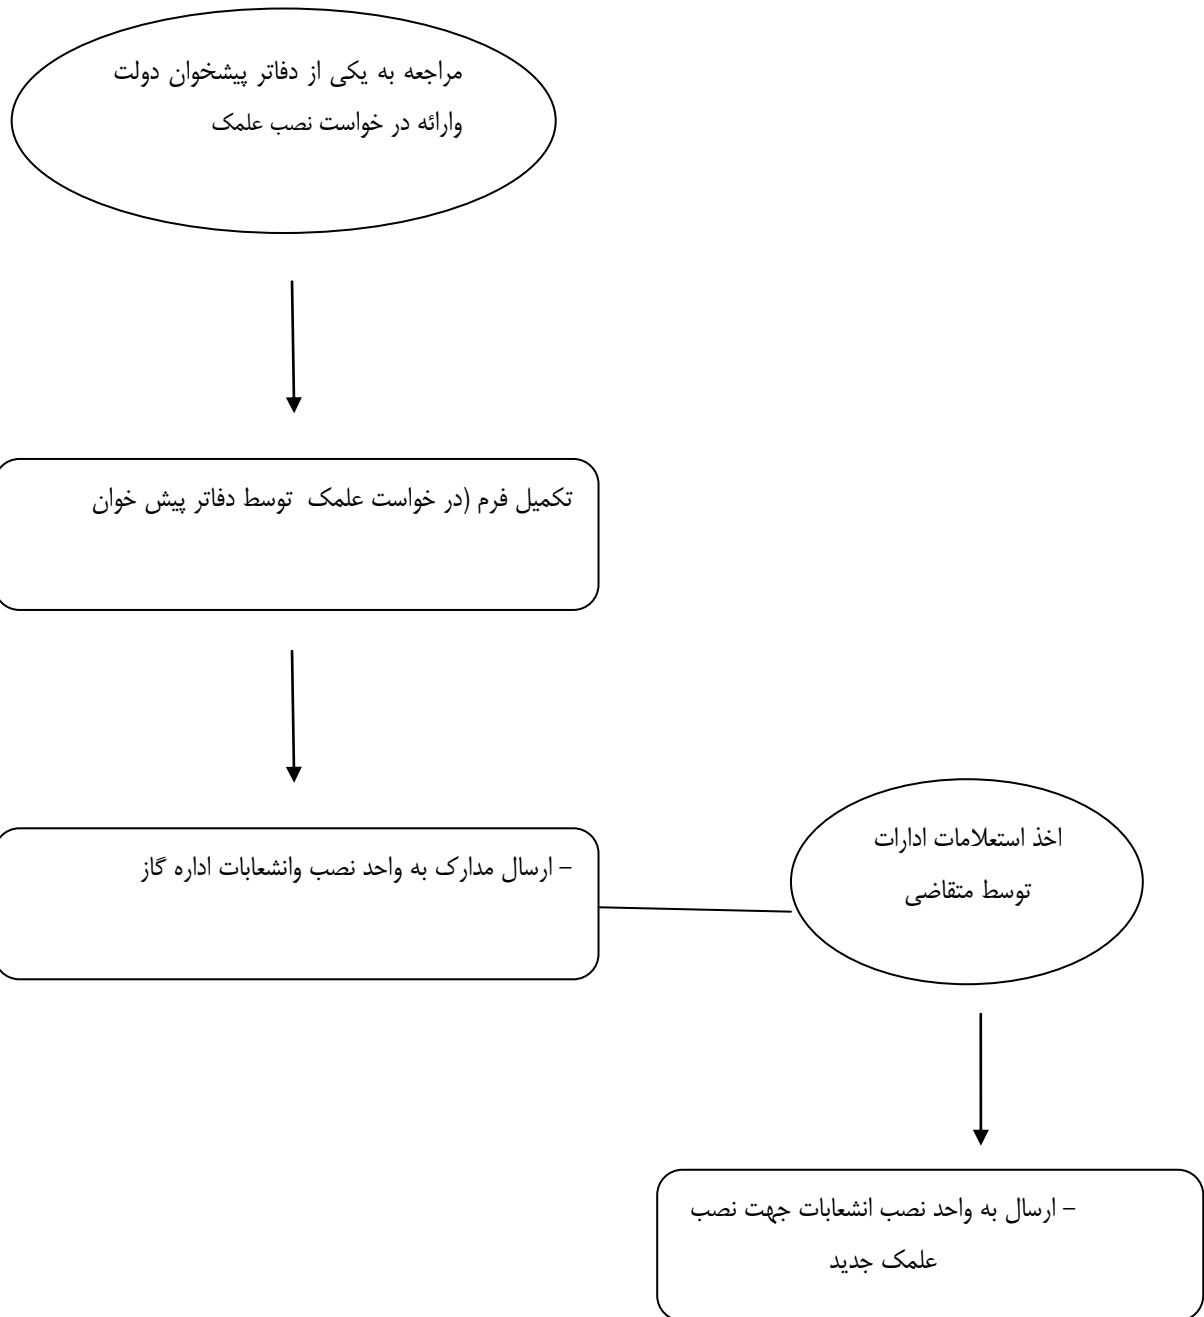 مراجعه به یکی از دفاتر پیشخوان دولت
وارائه در خواست نصب علمک
تکمیل فرم (در خواست علمک توسط دفاتر پیش خوان
– ارسال مدارک به واحد نصب وانشعابات اداره گاز
اخذ استعلامات ادارات
توسط متقاضی
– ارسال به واحد نصب انشعابات جهت نصب
علمک جدید